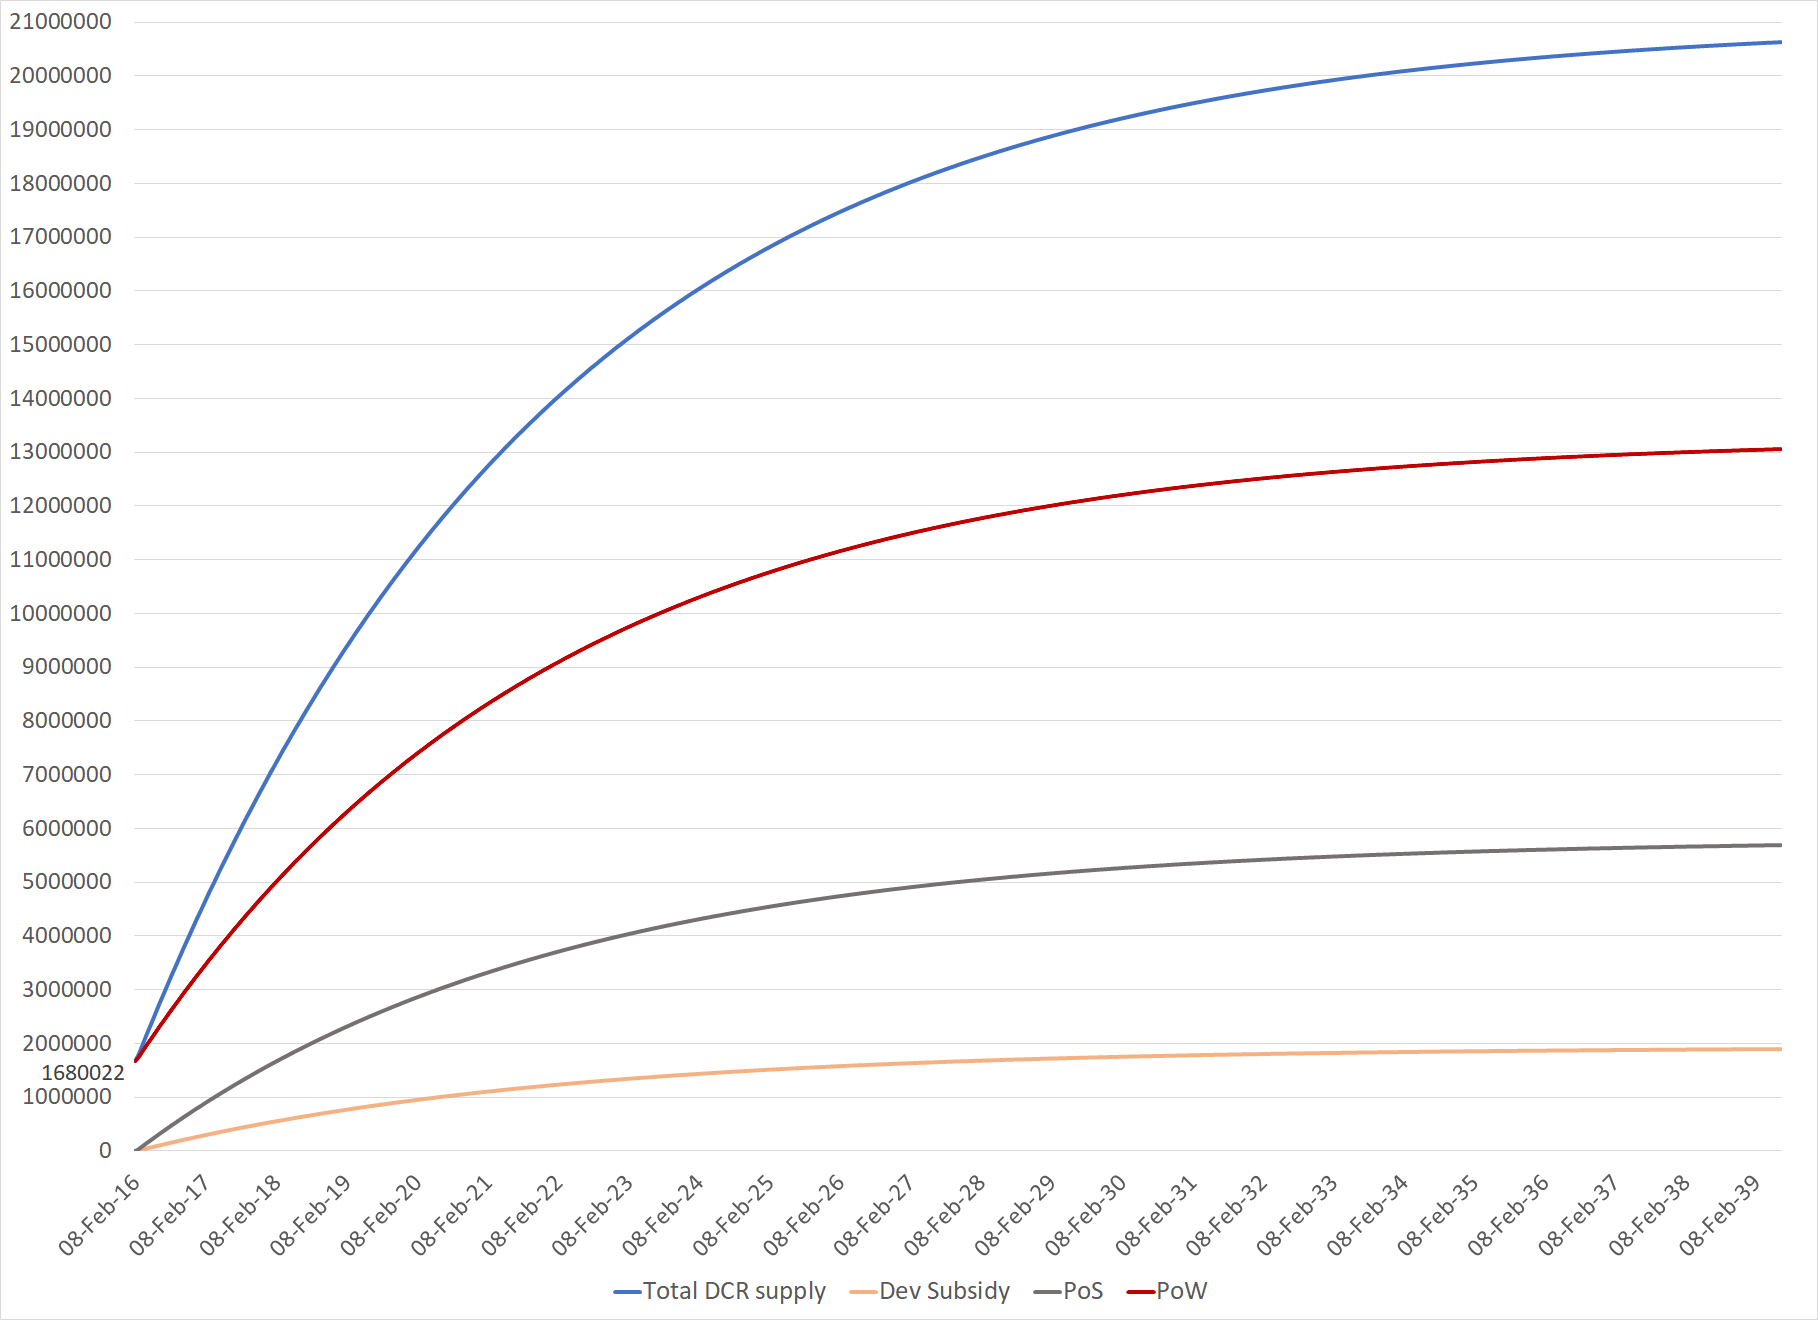 21000000
20000000
19000000
18000000
17000000
16000000
15000000
14000000
13000000
12000000
11000000
10000000
9000000
8000000
7000000
6000000
5000000
4000000
3000000
2000000
1680022
1000000
0
08-Feb-16
08-Feb-17
08-Feb-18
08-Feb-19
08-Feb-20
08-Feb-21
08-Feb-22
08-Feb-23
08-Feb-24
08-Feb-25
08-Feb-26
08-Feb-27
08-Feb-28
08-Feb-29
08-Feb-30
08-Feb-31
08-Feb-32
08-Feb-33
08-Feb-34
08-Feb-35
08-Feb-36
08-Feb-37
08-Feb-38
08-Feb-39
Total DCR supply Dev Subsidy PoS PoW